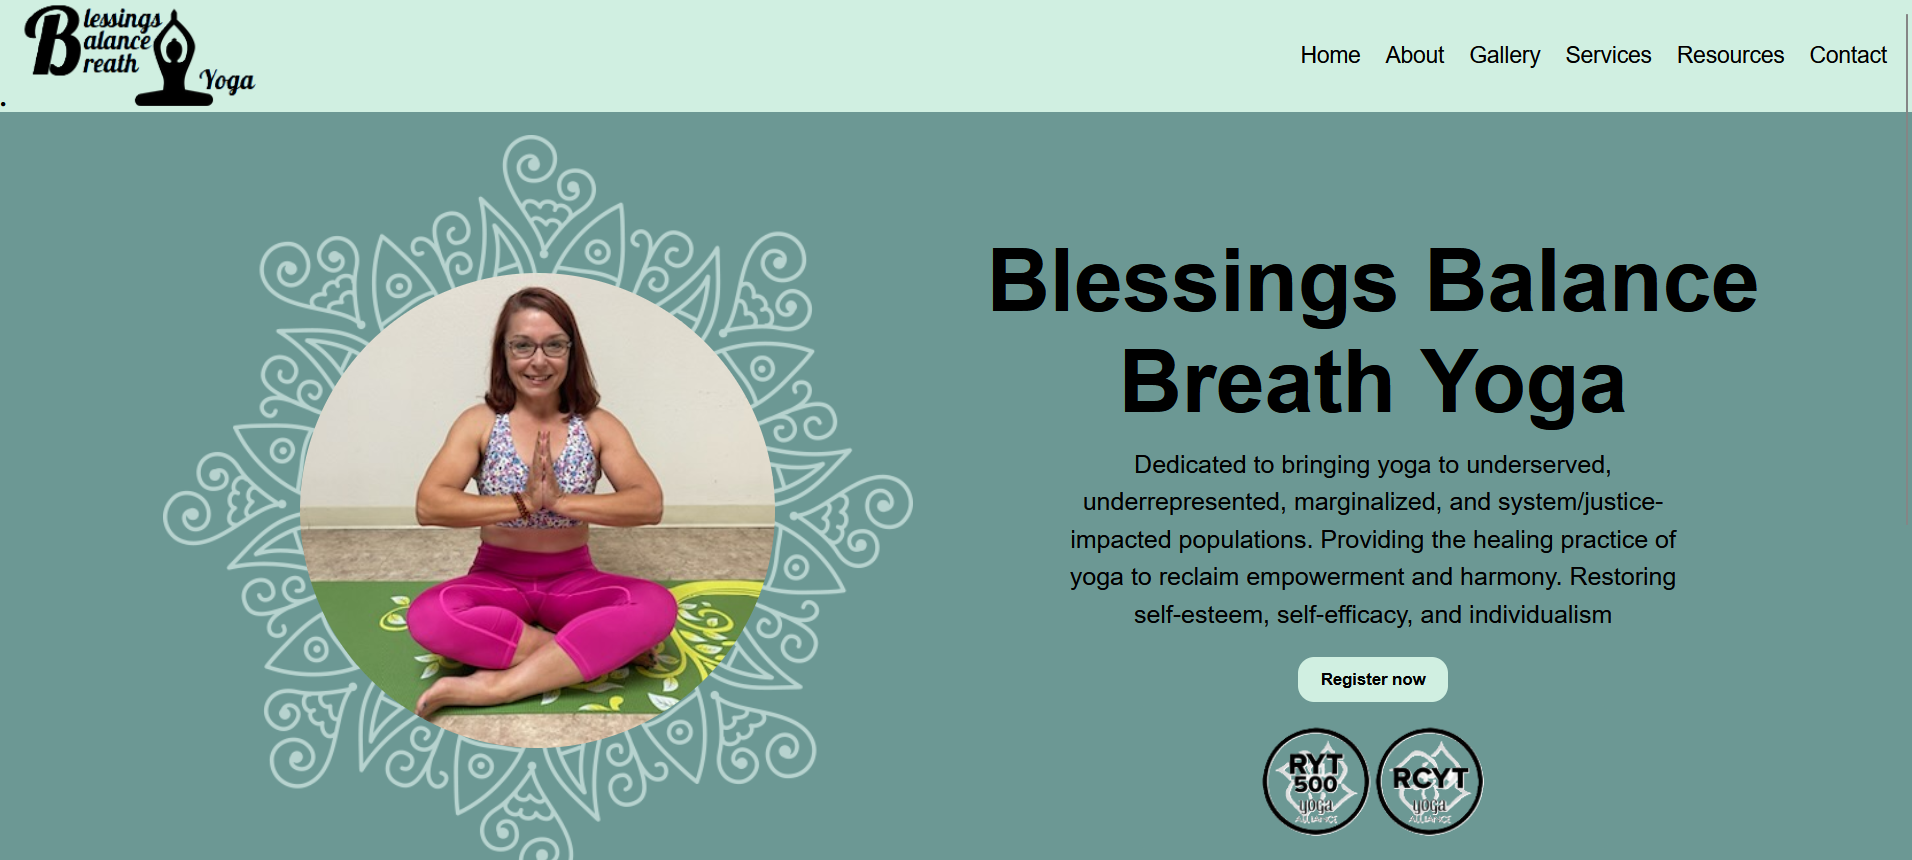 Blessings
Balance
Breath
Yoga
Home About Gallery Services Resources Contact
Blessings Balance
Breath Yoga
Dedicated to bringing yoga to underserved,
underrepresented, marginalized, and system/justice-
impacted populations. Providing the healing practice of
yoga to reclaim empowerment and harmony. Restoring
self-esteem, self-efficacy, and individualism
Register now
RYT
500
yoga
ALLIANCE
RCYT
yoga
ALLIANCE